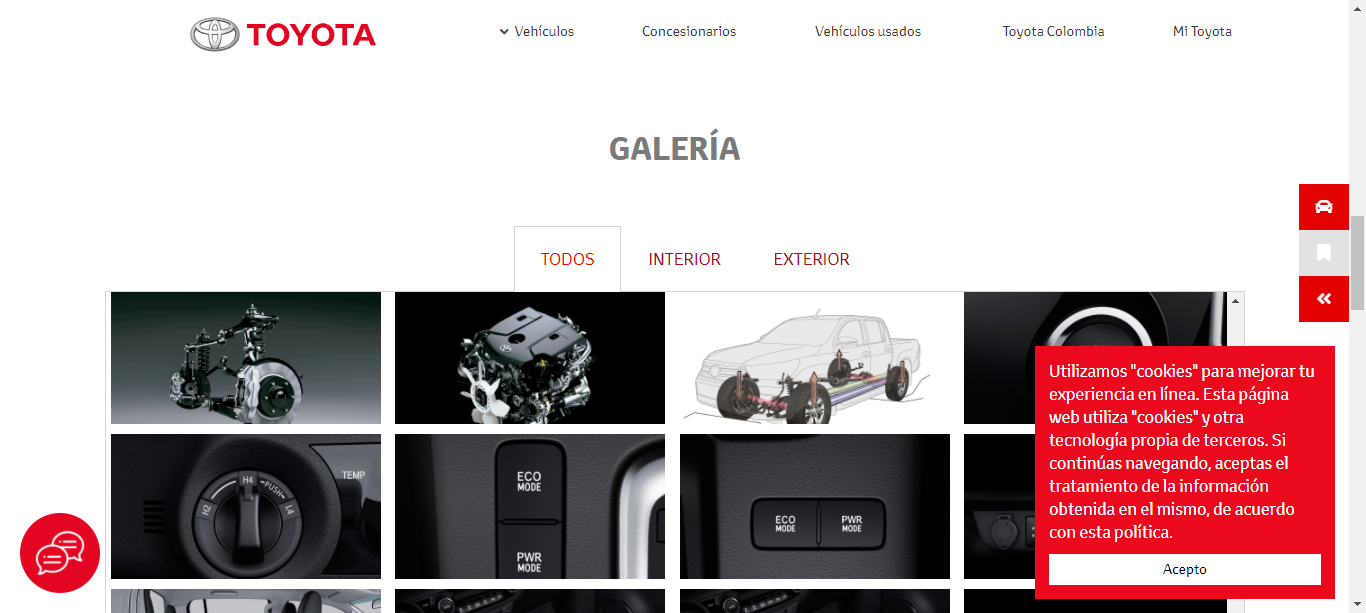 TOYOTA
Vehículos
Concesionarios
Vehículos usados
Toyota Colombia
Mi Toyota
GALERÍA
TODOS
INTERIOR
EXTERIOR
H2
H4
PUSH
L4
TEMP
ECO
MODE
PWR
MODE
ECO
MODE
PWR
MODE
Utilizamos "cookies" para mejorar tu
experiencia en línea. Esta página
web utiliza "cookies" y otra
tecnología propia de terceros. Si
continúas navegando, aceptas el
tratamiento de la información
obtenida en el mismo, de acuerdo
con esta política.
Acepto